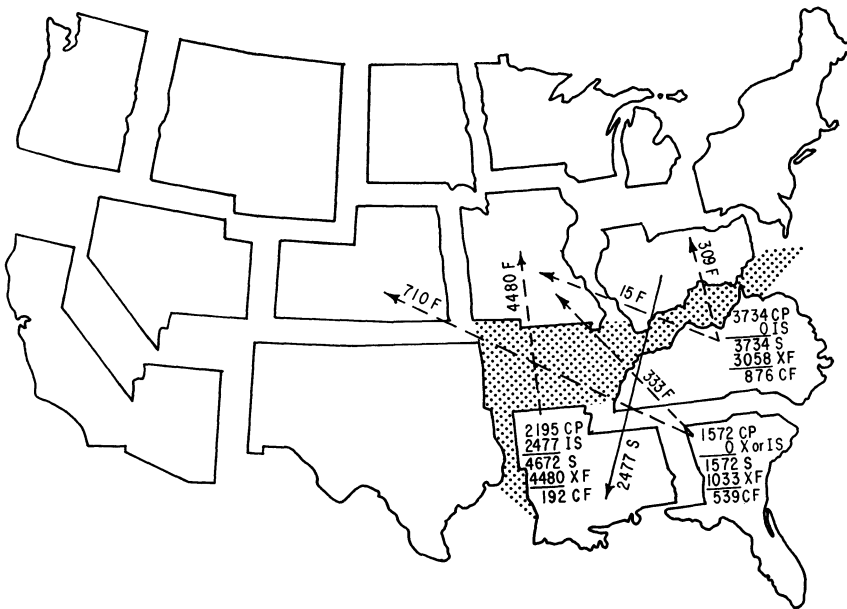 309 F
710 F
4480 F
15 F
3734 CP
0 IS
3734 S
3058 XF
876 CF
333 F
2195 CP
2477 IS
4672 S
4480 XF
192 CF
2477 S
1572 CP
0 X or IS
1572 S
1033 XF
539 CF